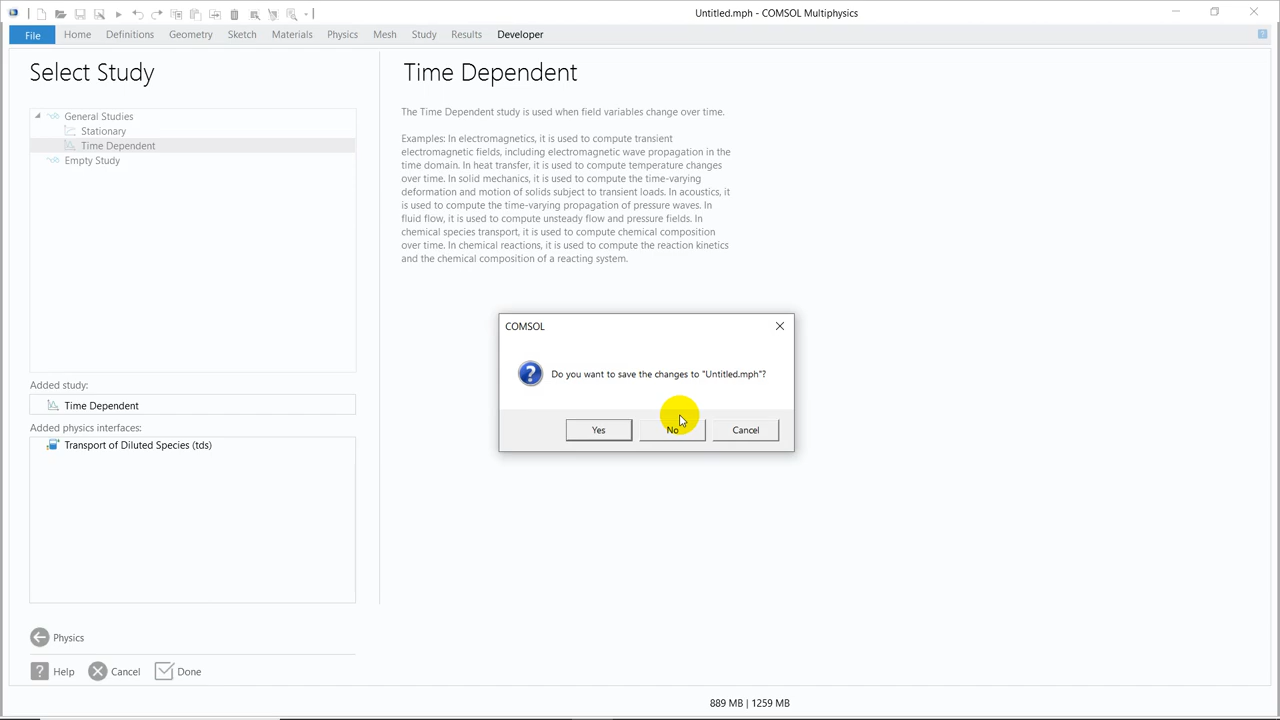 Untitled.mph - COMSOL Multiphysics
File Home Definitions Geometry Sketch Materials Physics Mesh Study Results Developer
Select Study
General Studies
Stationary
Time Dependent
Empty Study
Added study:
Time Dependent
Added physics interfaces:
Transport of Diluted Species (tds)
Physics
Help Cancel Done
Time Dependent
The Time Dependent study is used when field variables change over time.
Examples: In electromagnetics, it is used to compute transient
electromagnetic fields, including electromagnetic wave propagation in the
time domain. In heat transfer, it is used to compute temperature changes
over time. In solid mechanics, it is used to compute the time-varying
deformation and motion of solids subject to transient loads. In acoustics, it
is used to compute the time-varying propagation of pressure waves. In
fluid flow, it is used to compute unsteady flow and pressure fields. In
chemical species transport, it is used to compute chemical composition
over time. In chemical reactions, it is used to compute the reaction kinetics
and the chemical composition of a reacting system.
COMSOL
Do you want to save the changes to "Untitled.mph"?
Yes No Cancel
889 MB | 1259 MB